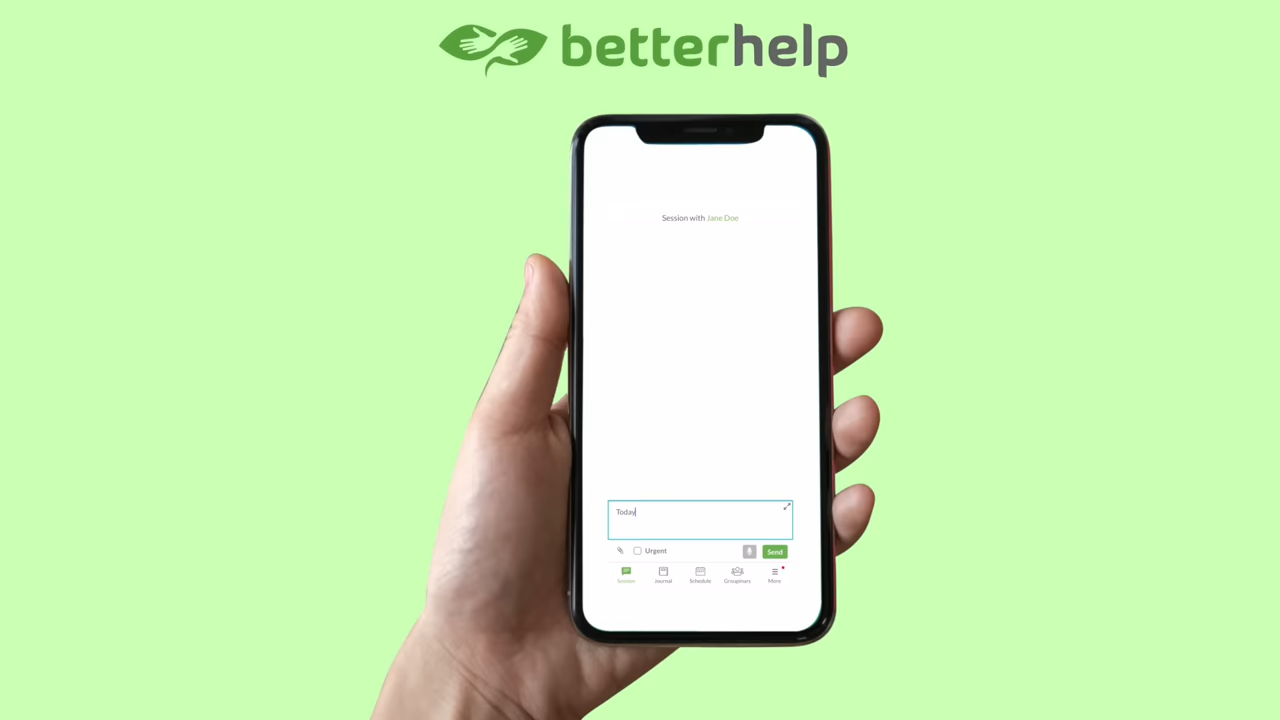 betterhelp
Session with Jane Doe
Today
Urgent
Send
Session Journal Schedule Groupinars More